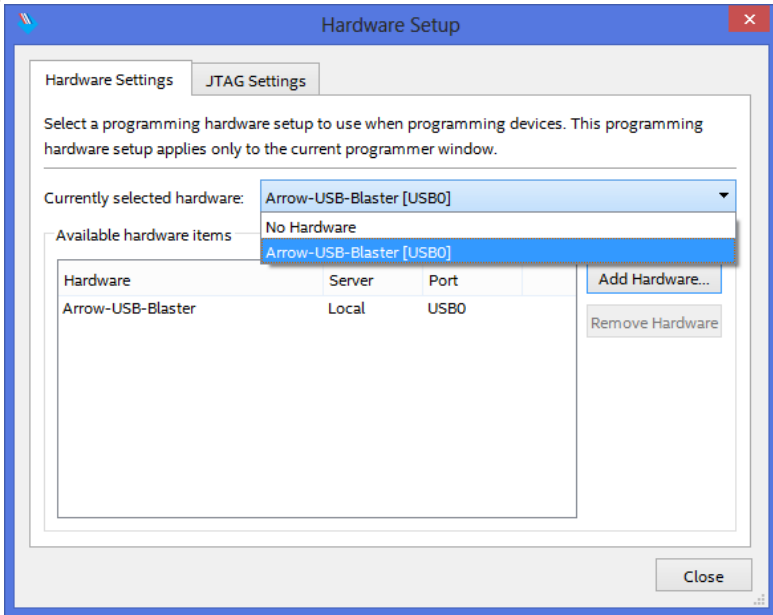 Hardware Setup
Hardware Settings
JTAG Settings
Select a programming hardware setup to use when programming devices. This programming
hardware setup applies only to the current programmer window.
Currently selected hardware: Arrow-USB-Blaster [USB0]
No Hardware
Arrow-USB-Blaster [USB0]
Available hardware items
Hardware Server Port
Arrow-USB-Blaster Local USB0
Add Hardware...
Remove Hardware
Close